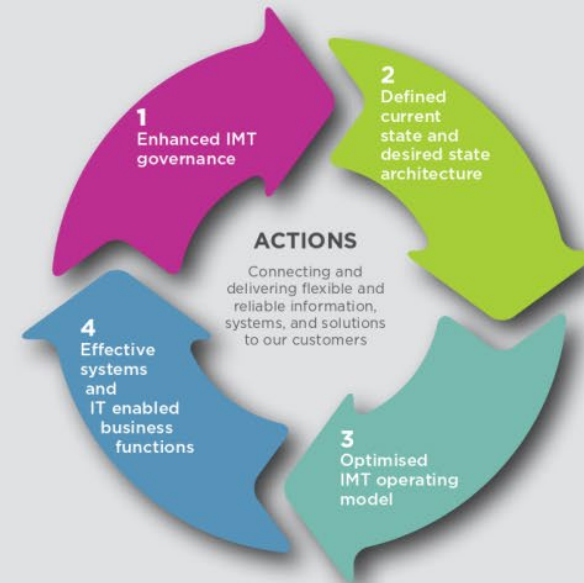 1
Enhanced IMT
governance
2
Defined
current
state and
desired state
architecture
ACTIONS
Connecting and
delivering flexible and
reliable information,
systems, and solutions
to our customers
3
Optimised
IMT operating
model
4
Effective
systems
and
IT enabled
business
functions